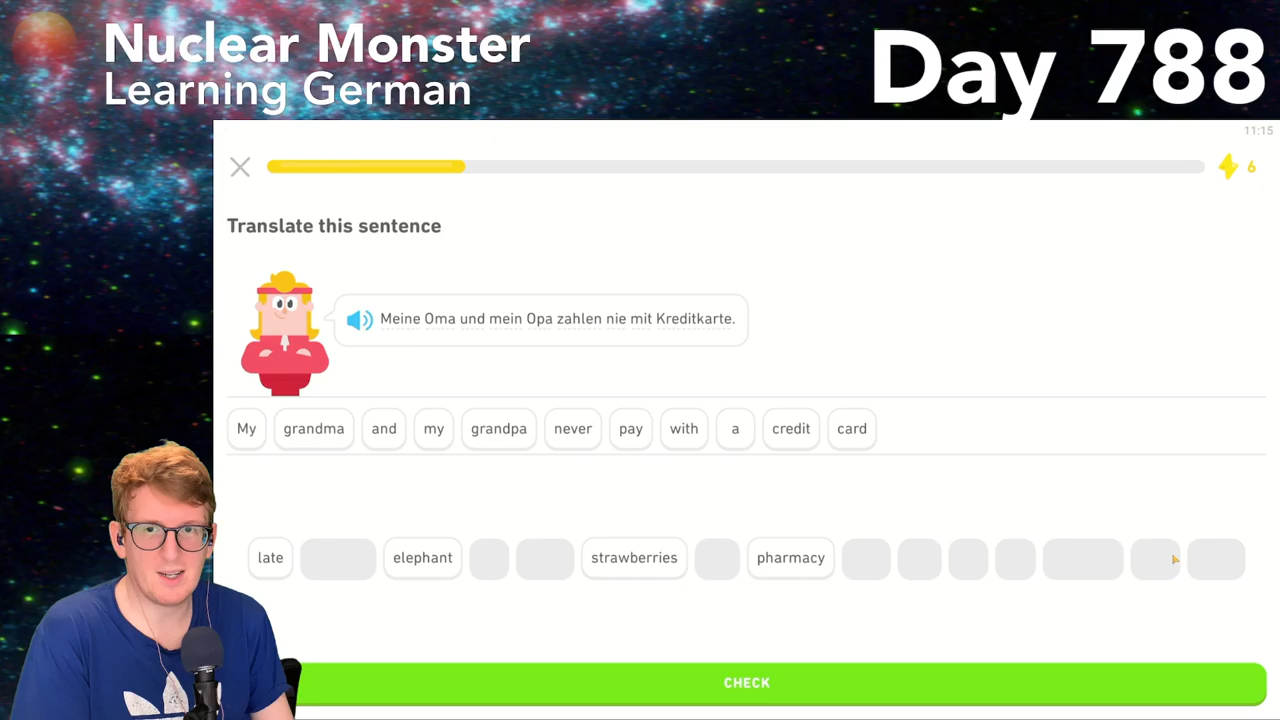 Nuclear Monster
Learning German
Day 788
11:15
6
Translate this sentence
Meine Oma und mein Opa zahlen nie mit Kreditkarte.
My grandma and my grandpa never pay with a credit card
late elephant strawberries pharmacy
CHECK